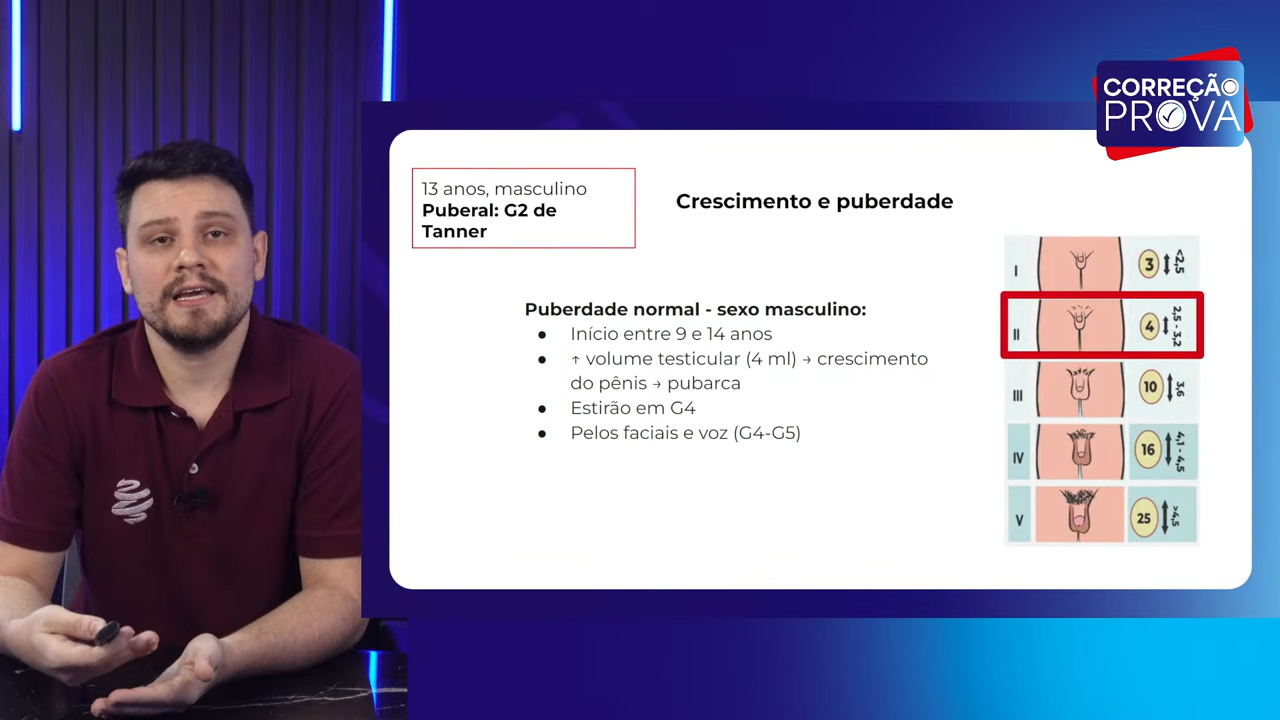 CORREÇÃO
PROVA
13 anos, masculino
Puberal: G2 de
Tanner
Crescimento e puberdade
Puberdade normal - sexo masculino:
● Início entre 9 e 14 anos
● ↑ volume testicular (4 ml) → crescimento
do pênis → pubarca
● Estirão em G4
● Pelos faciais e voz (G4-G5)
I 3 <2,5
II 4 2,5 - 3,2
III 10 3,6
IV 16 4,1 - 4,5
V 25 >4,5